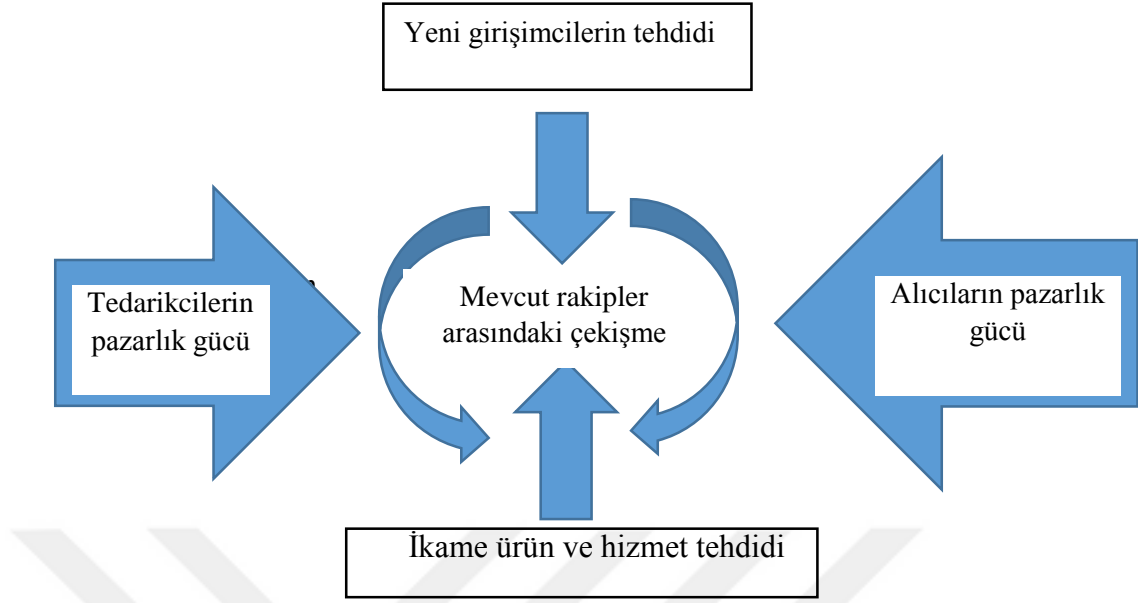 Yeni girişimcilerin tehdidi
Tedarikcilerin
pazarlık gücü
Mevcut rakipler
arasındaki çekişme
Alıcıların pazarlık
gücü
İkame ürün ve hizmet tehdidi